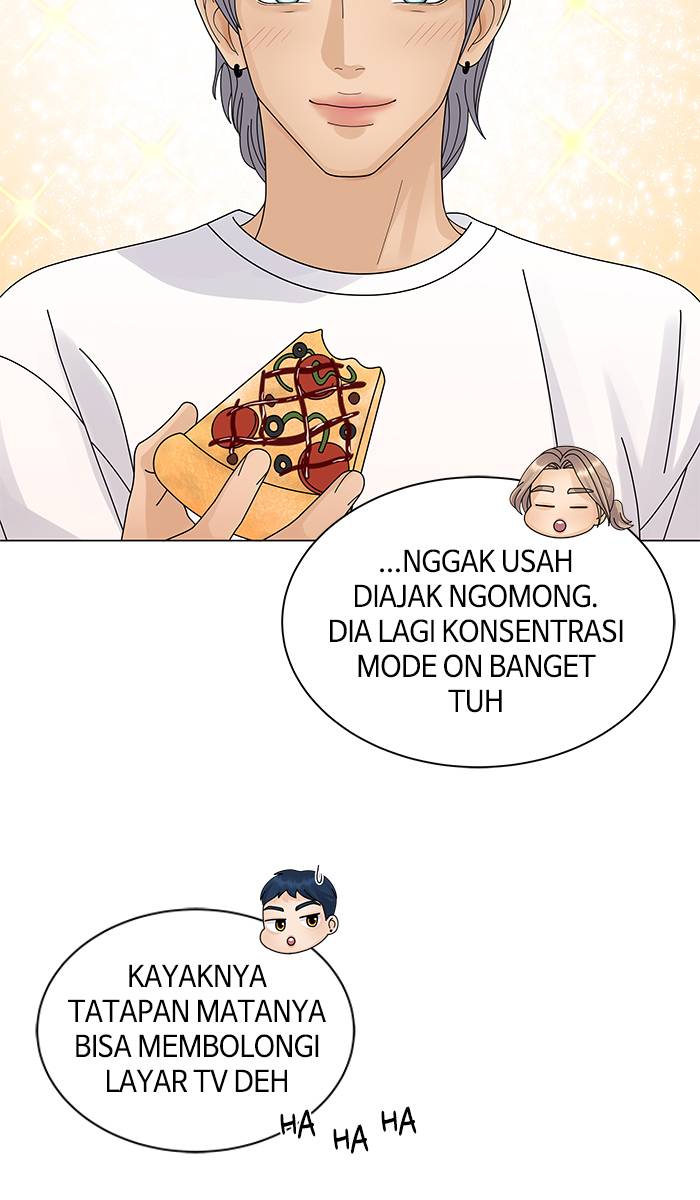 ...NGGAK USAH
DIAJAK NGOMONG.
DIA LAGI KONSENTRASI
MODE ON BANGET
TUH
KAYAKNYA
TATAPAN MATANYA
BISA MEMBOLONGI
LAYAR TV DEH
HA HA HA